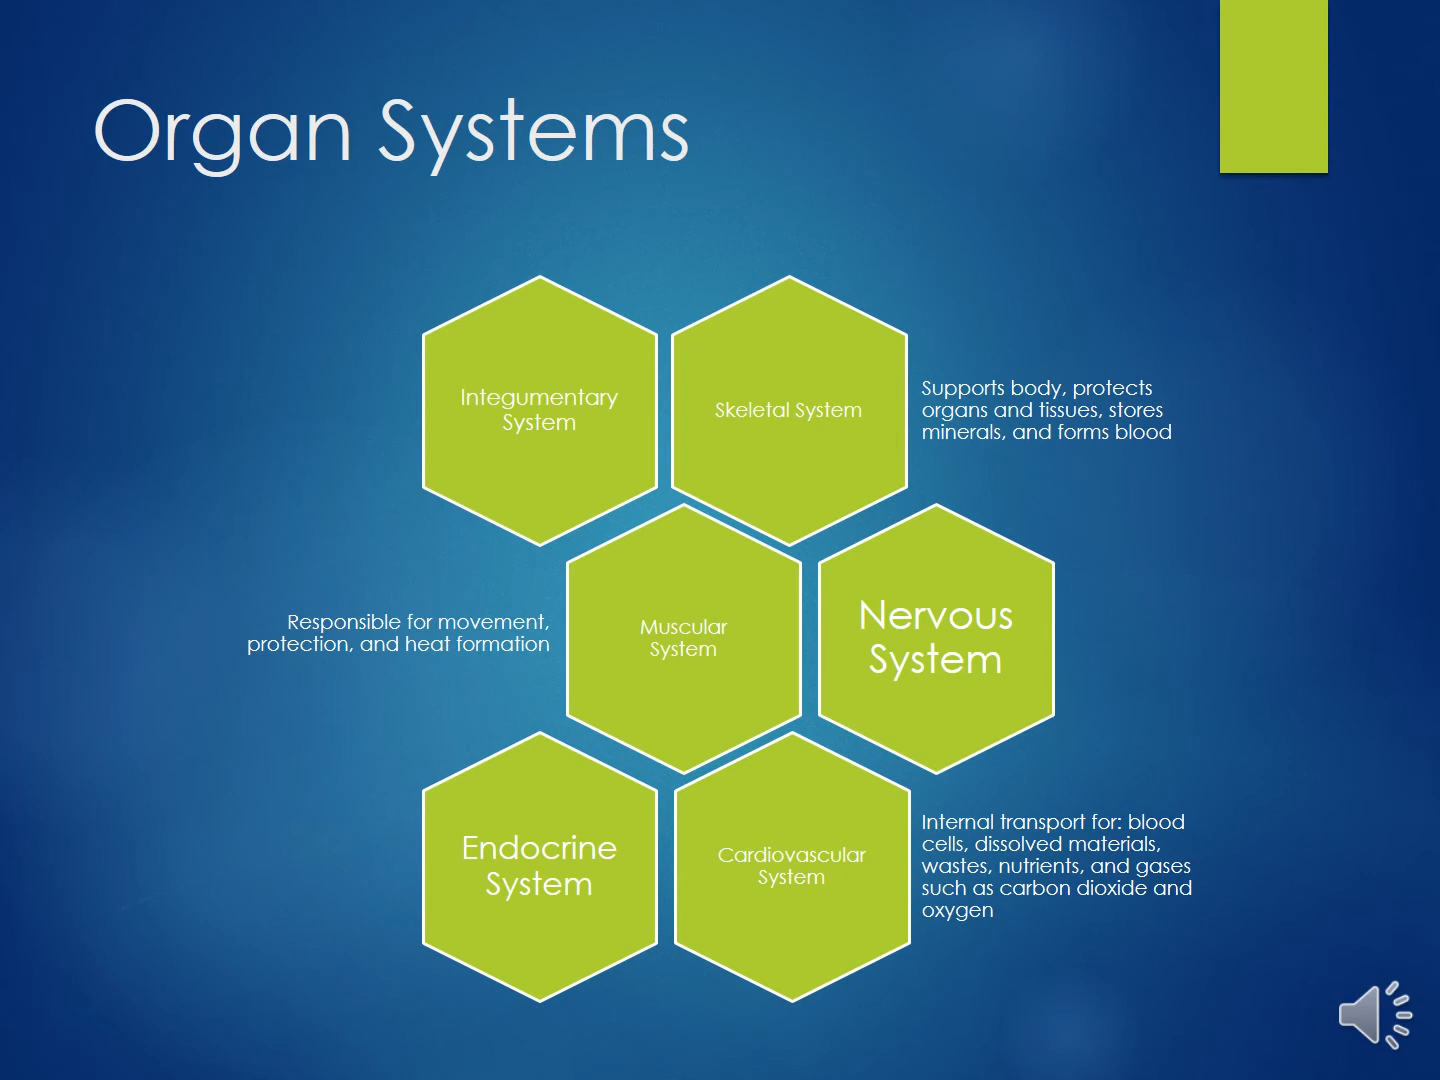 Organ Systems
Integumentary
System
Skeletal System
Supports body, protects
organs and tissues, stores
minerals, and forms blood
Responsible for movement,
protection, and heat formation
Muscular
System
Nervous
System
Endocrine
System
Cardiovascular
System
Internal transport for: blood
cells, dissolved materials,
wastes, nutrients, and gases
such as carbon dioxide and
oxygen